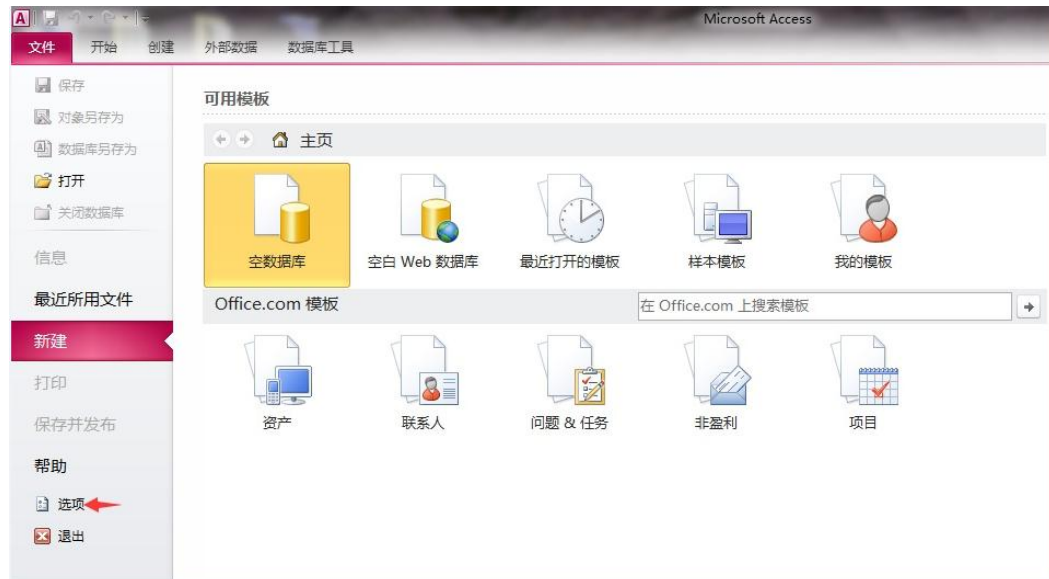 Microsoft Access
文件 开始 创建 外部数据 数据库工具
保存
对象另存为
数据库另存为
打开
关闭数据库
信息
最近所用文件
新建
打印
保存并发布
帮助
选项
退出
可用模板
主页
空数据库 空白 Web 数据库 最近打开的模板 样本模板 我的模板
Office.com 模板 在 Office.com 上搜索模板
资产 联系人 问题 & 任务 非盈利 项目